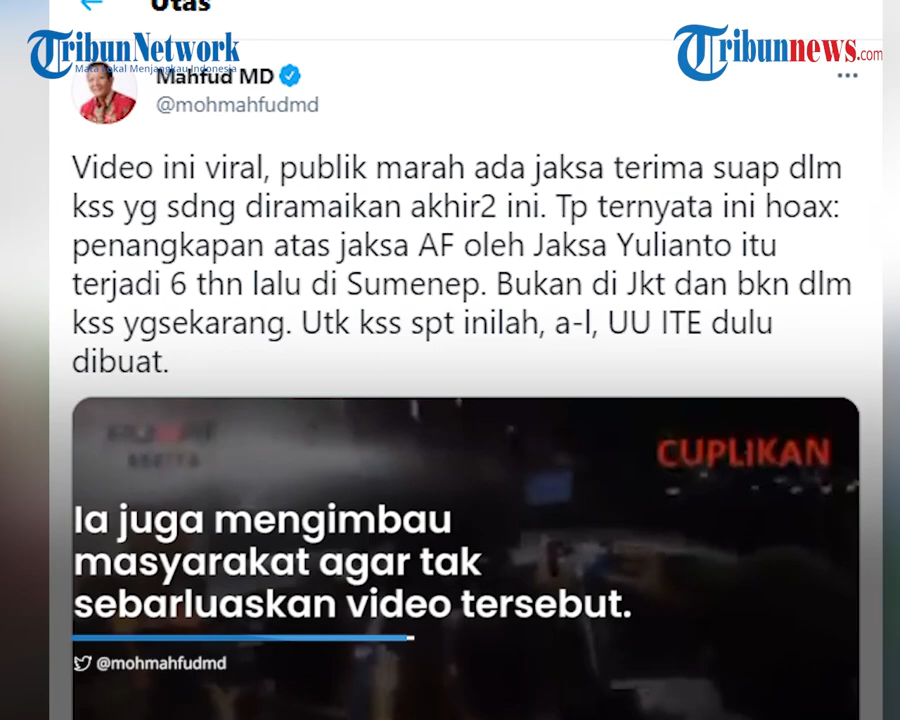 Utas
Tribun Network
Mata Lokal Menjangkau Indonesia
Tribunnews.com
Mahfud MD
@mohmahfudmd
Video ini viral, publik marah ada jaksa terima suap dlm
kss yg sdng diramaikan akhir2 ini. Tp ternyata ini hoax:
penangkapan atas jaksa AF oleh Jaksa Yulianto itu
terjadi 6 thn lalu di Sumenep. Bukan di Jkt dan bkn dlm
kss ygsekarang. Utk kss spt inilah, a-l, UU ITE dulu
dibuat.
CUPLIKAN
Ia juga mengimbau
masyarakat agar tak
sebarluaskan video tersebut.
@mohmahfudmd